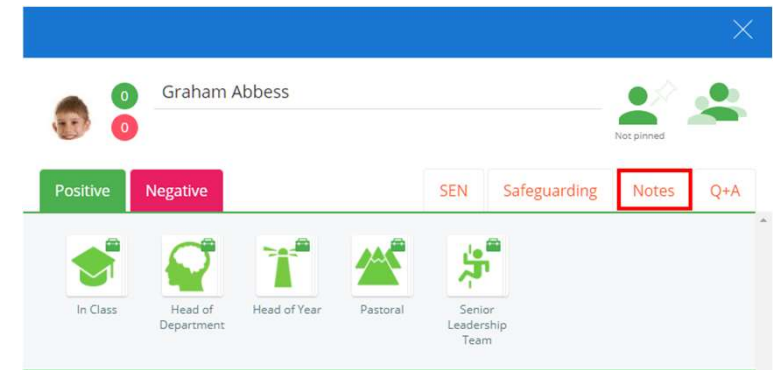 0
Graham Abbess
0
Not pinned
Positive Negative SEN Safeguarding Notes Q+A
In Class Head of Year Pastoral
Head of
Department
Senior
Leadership
Team